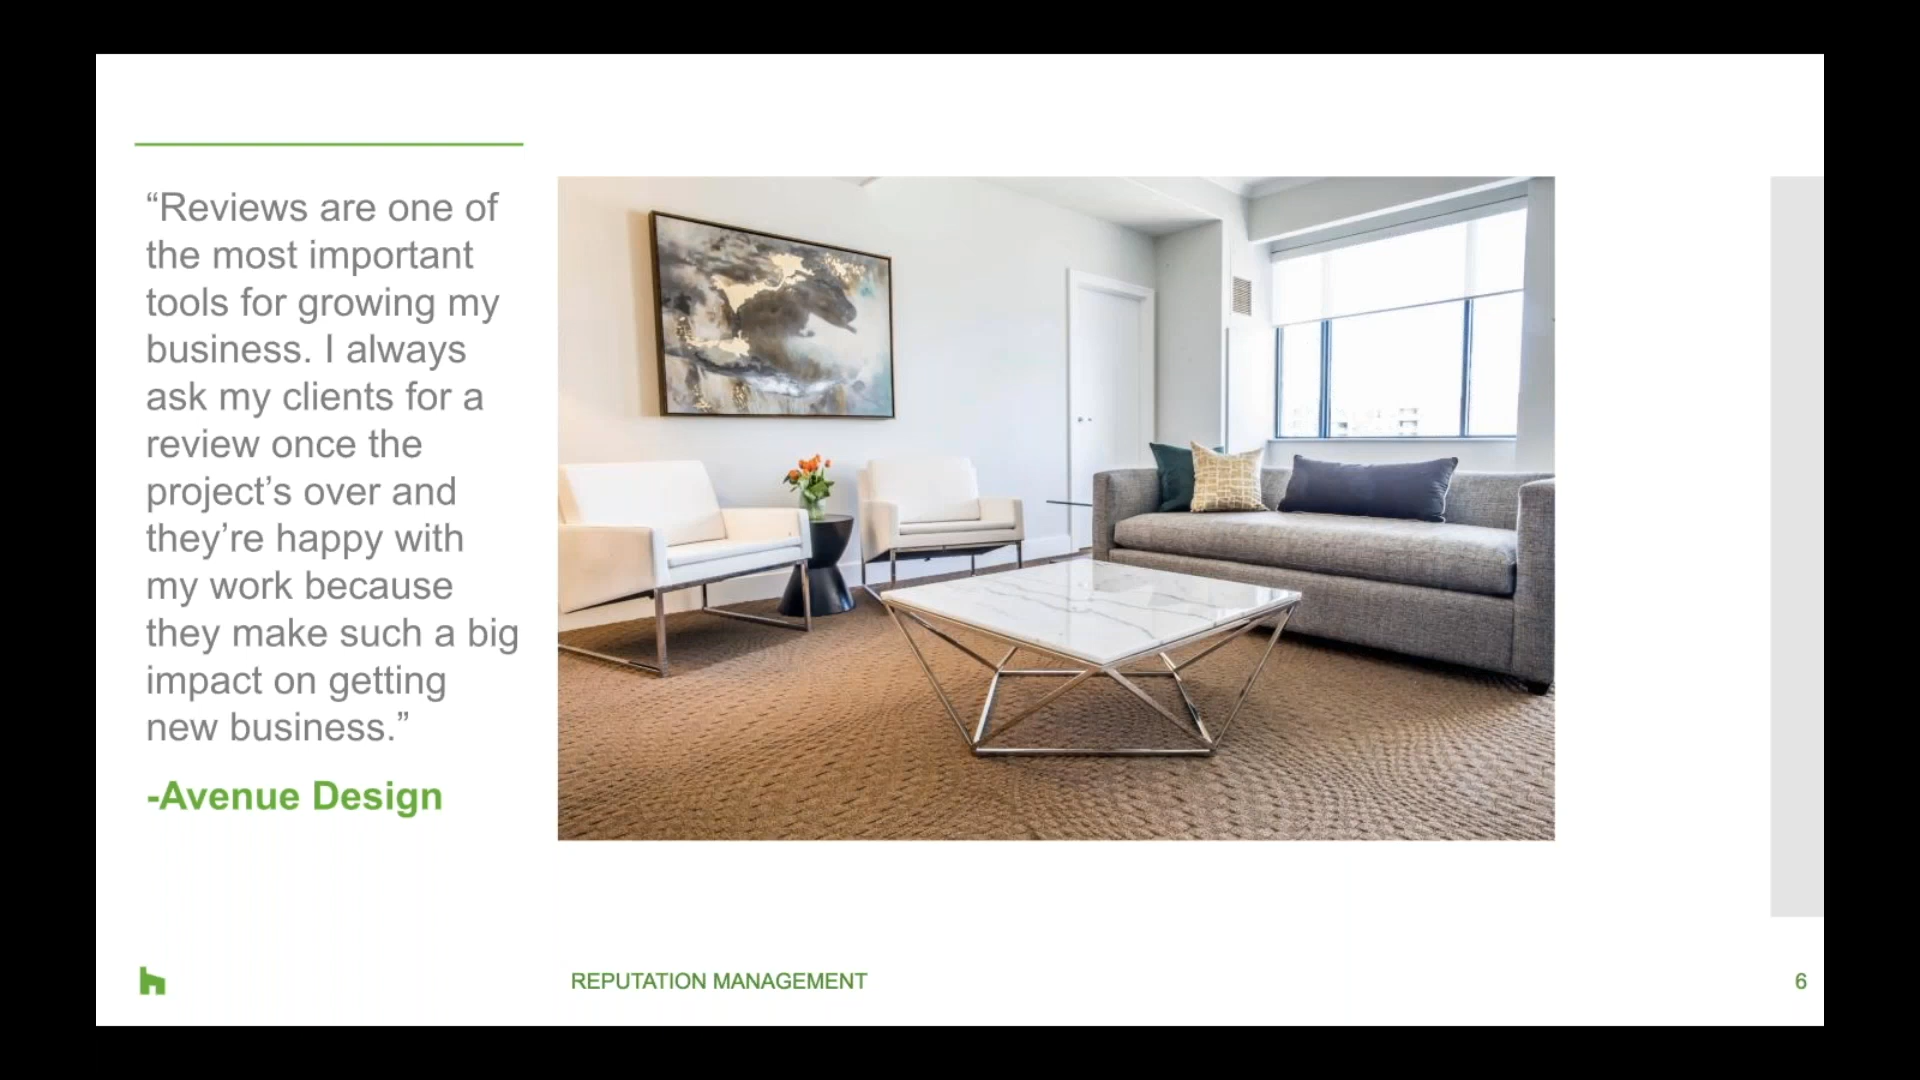 “Reviews are one of
the most important
tools for growing my
business. I always
ask my clients for a
review once the
project’s over and
they’re happy with
my work because
they make such a big
impact on getting
new business.”
-Avenue Design
REPUTATION MANAGEMENT
6